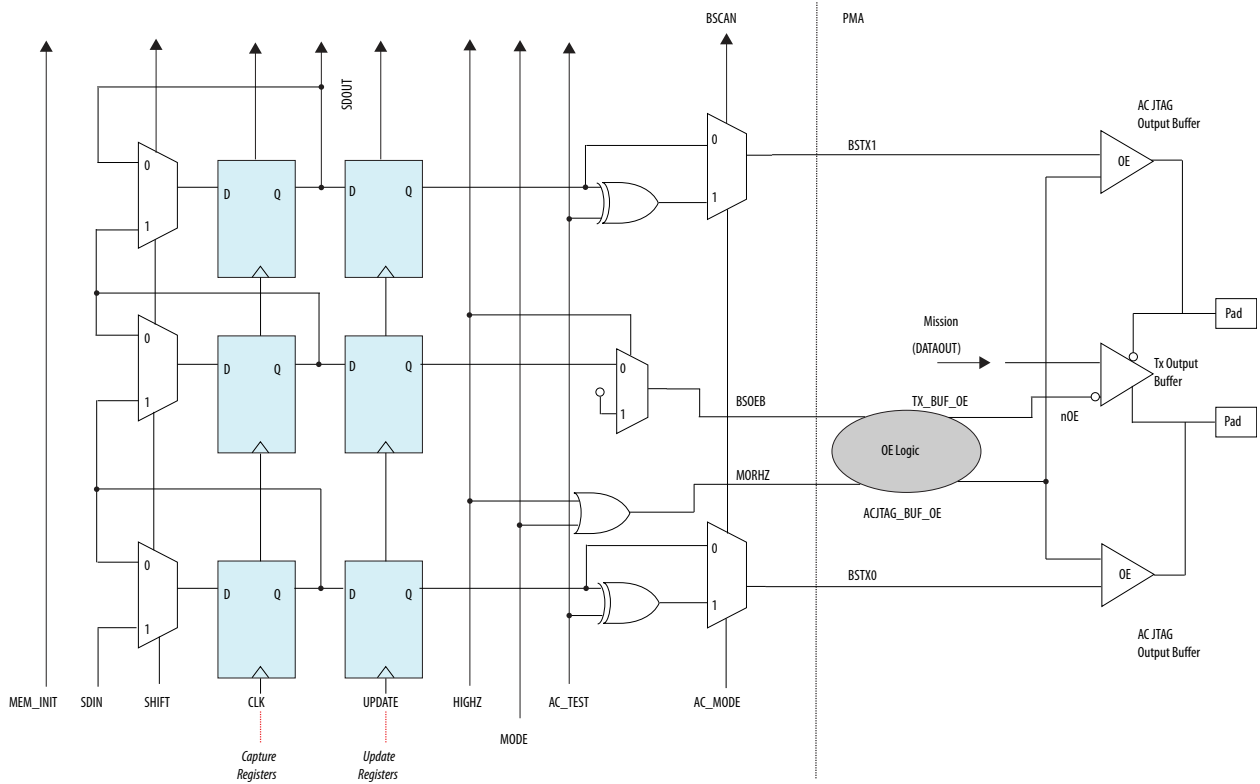 BSCAN
PMA
SDOUT
AC JTAG
Output Buffer
0
1
D
Q
D
Q
0
1
BSTX1
OE
0
1
D
Q
D
Q
0
1
BSOEB
Mission
(DATAOUT)
Tx Output
Buffer
Pad
Pad
TX_BUF_OE
nOE
OE Logic
MORHZ
ACJTAG_BUF_OE
0
1
D
Q
D
Q
0
1
BSTX0
OE
AC JTAG
Output Buffer
MEM_INIT
SDIN
SHIFT
CLK
UPDATE
HIGHZ
MODE
AC_TEST
AC_MODE
Capture
Registers
Update
Registers